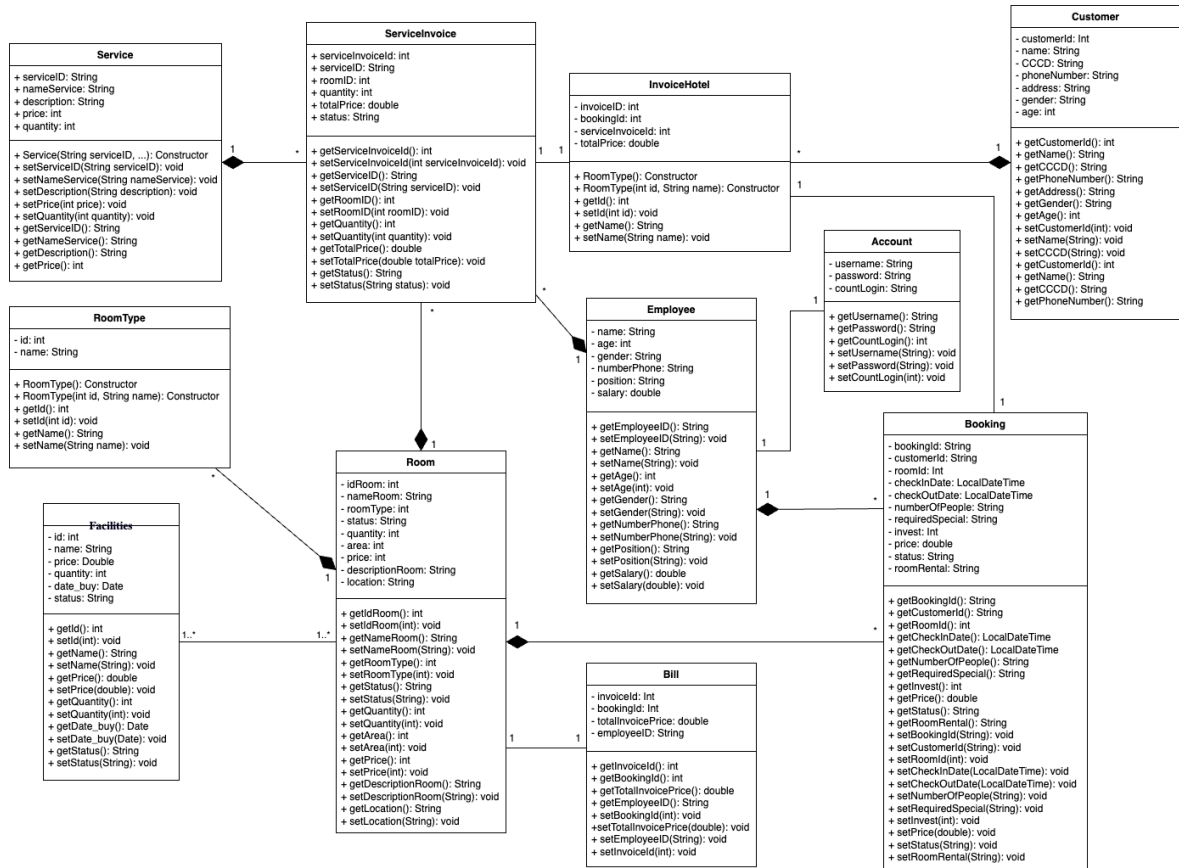 Service
+ serviceID: String
+ nameService: String
+ description: String
+ price: int
+ quantity: int
+ Service(String serviceID, ...): Constructor
+ setServiceID(String serviceID): void
+ setNameService(String nameService): void
+ setDescription(String description): void
+ setPrice(int price): void
+ setQuantity(int quantity): void
+ getServiceID(): String
+ getNameService(): String
+ getDescription(): String
+ getPrice(): int
1
*
ServiceInvoice
+ serviceInvoiceId: int
+ serviceID: String
+ roomID: int
+ quantity: int
+ totalPrice: double
+ status: String
+ getServiceInvoiceId(): int
+ setServiceInvoiceId(int serviceInvoiceId): void
+ getServiceID(): String
+ setServiceID(String serviceID): void
+ getRoomID(): int
+ setRoomID(int roomID): void
+ getQuantity(): int
+ setQuantity(int quantity): void
+ getTotalPrice(): double
+ setTotalPrice(double totalPrice): void
+ getStatus(): String
+ setStatus(String status): void
1
1
InvoiceHotel
- invoiceID: int
- bookingId: int
- serviceInvoiceId: int
- totalPrice: double
+ RoomType(): Constructor
+ RoomType(int id, String name): Constructor
+ getId(): int
+ setId(int id): void
+ getName(): String
+ setName(String name): void
*
1
1
Customer
- customerId: Int
- name: String
- CCCD: String
- phoneNumber: String
- address: String
- gender: String
- age: int
+ getCustomerId(): int
+ getName(): String
+ getCCCD(): String
+ getPhoneNumber(): String
+ getAddress(): String
+ getGender(): String
+ getAge(): int
+ setCustomerId(int): void
+ setName(String): void
+ setCCCD(String): void
+ getCustomerId(): int
+ getName(): String
+ getCCCD(): String
+ getPhoneNumber(): String
Account
- username: String
- password: String
- countLogin: String
+ getUsername(): String
+ getPassword(): String
+ getCountLogin(): int
+ setUsername(String): void
+ setPassword(String): void
+ setCountLogin(int): void
1
RoomType
- id: int
- name: String
+ RoomType(): Constructor
+ RoomType(int id, String name): Constructor
+ getId(): int
+ setId(int id): void
+ getName(): String
+ setName(String name): void
*
1
*
1
*
1
Employee
- name: String
- age: int
- gender: String
- numberPhone: String
- position: String
- salary: double
+ getEmployeeID(): String
+ setEmployeeID(String): void
+ getName(): String
+ setName(String): void
+ getAge(): int
+ setAge(int): void
+ getGender(): String
+ setGender(String): void
+ getNumberPhone(): String
+ setNumberPhone(String): void
+ getPosition(): String
+ setPosition(String): void
+ getSalary(): double
+ setSalary(double): void
1
1
*
1
Booking
- bookingId: String
- customerId: String
- roomId: Int
- checkInDate: LocalDateTime
- checkOutDate: LocalDateTime
- numberOfPeople: String
- requiredSpecial: String
- invest: Int
- price: double
- status: String
- roomRental: String
+ getBookingId(): String
+ getCustomerId(): String
+ getRoomId(): int
+ getCheckInDate(): LocalDateTime
+ getCheckOutDate(): LocalDateTime
+ getNumberOfPeople(): String
+ getRequiredSpecial(): String
+ getInvest(): int
+ getPrice(): double
+ getStatus(): String
+ getRoomRental(): String
+ setBookingId(String): void
+ setCustomerId(String): void
+ setRoomId(int): void
+ setCheckInDate(LocalDateTime): void
+ setCheckOutDate(LocalDateTime): void
+ setNumberOfPeople(String): void
+ setRequiredSpecial(String): void
+ setInvest(int): void
+ setPrice(double): void
+ setStatus(String): void
+ setRoomRental(String): void
Facilities
- id: int
- name: String
- price: Double
- quantity: int
- date_buy: Date
- status: String
+ getId(): int
+ setId(int): void
+ getName(): String
+ setName(String): void
+ getPrice(): double
+ setPrice(double): void
+ getQuantity(): int
+ setQuantity(int): void
+ getDate_buy(): Date
+ setDate_buy(Date): void
+ getStatus(): String
+ setStatus(String): void
1..*
1..*
Room
- idRoom: int
- nameRoom: String
- roomType: int
- status: String
- quantity: int
- area: int
- price: int
- descriptionRoom: String
- location: String
+ getIdRoom(): int
+ setIdRoom(int): void
+ getNameRoom(): String
+ setNameRoom(String): void
+ getRoomType(): int
+ setRoomType(int): void
+ getStatus(): String
+ setStatus(String): void
+ getQuantity(): int
+ setQuantity(int): void
+ getArea(): int
+ setArea(int): void
+ getPrice(): int
+ setPrice(int): void
+ getDescriptionRoom(): String
+ setDescriptionRoom(String): void
+ getLocation(): String
+ setLocation(String): void
1
*
1
1
Bill
- invoiceId: Int
- bookingId: Int
- totalInvoicePrice: double
- employeeID: String
+ getInvoiceId(): int
+ getBookingId(): int
+ getTotalInvoicePrice(): double
+ getEmployeeID(): String
+ setBookingId(int): void
+setTotalInvoicePrice(double): void
+ setEmployeeID(String): void
+ setInvoiceId(int): void